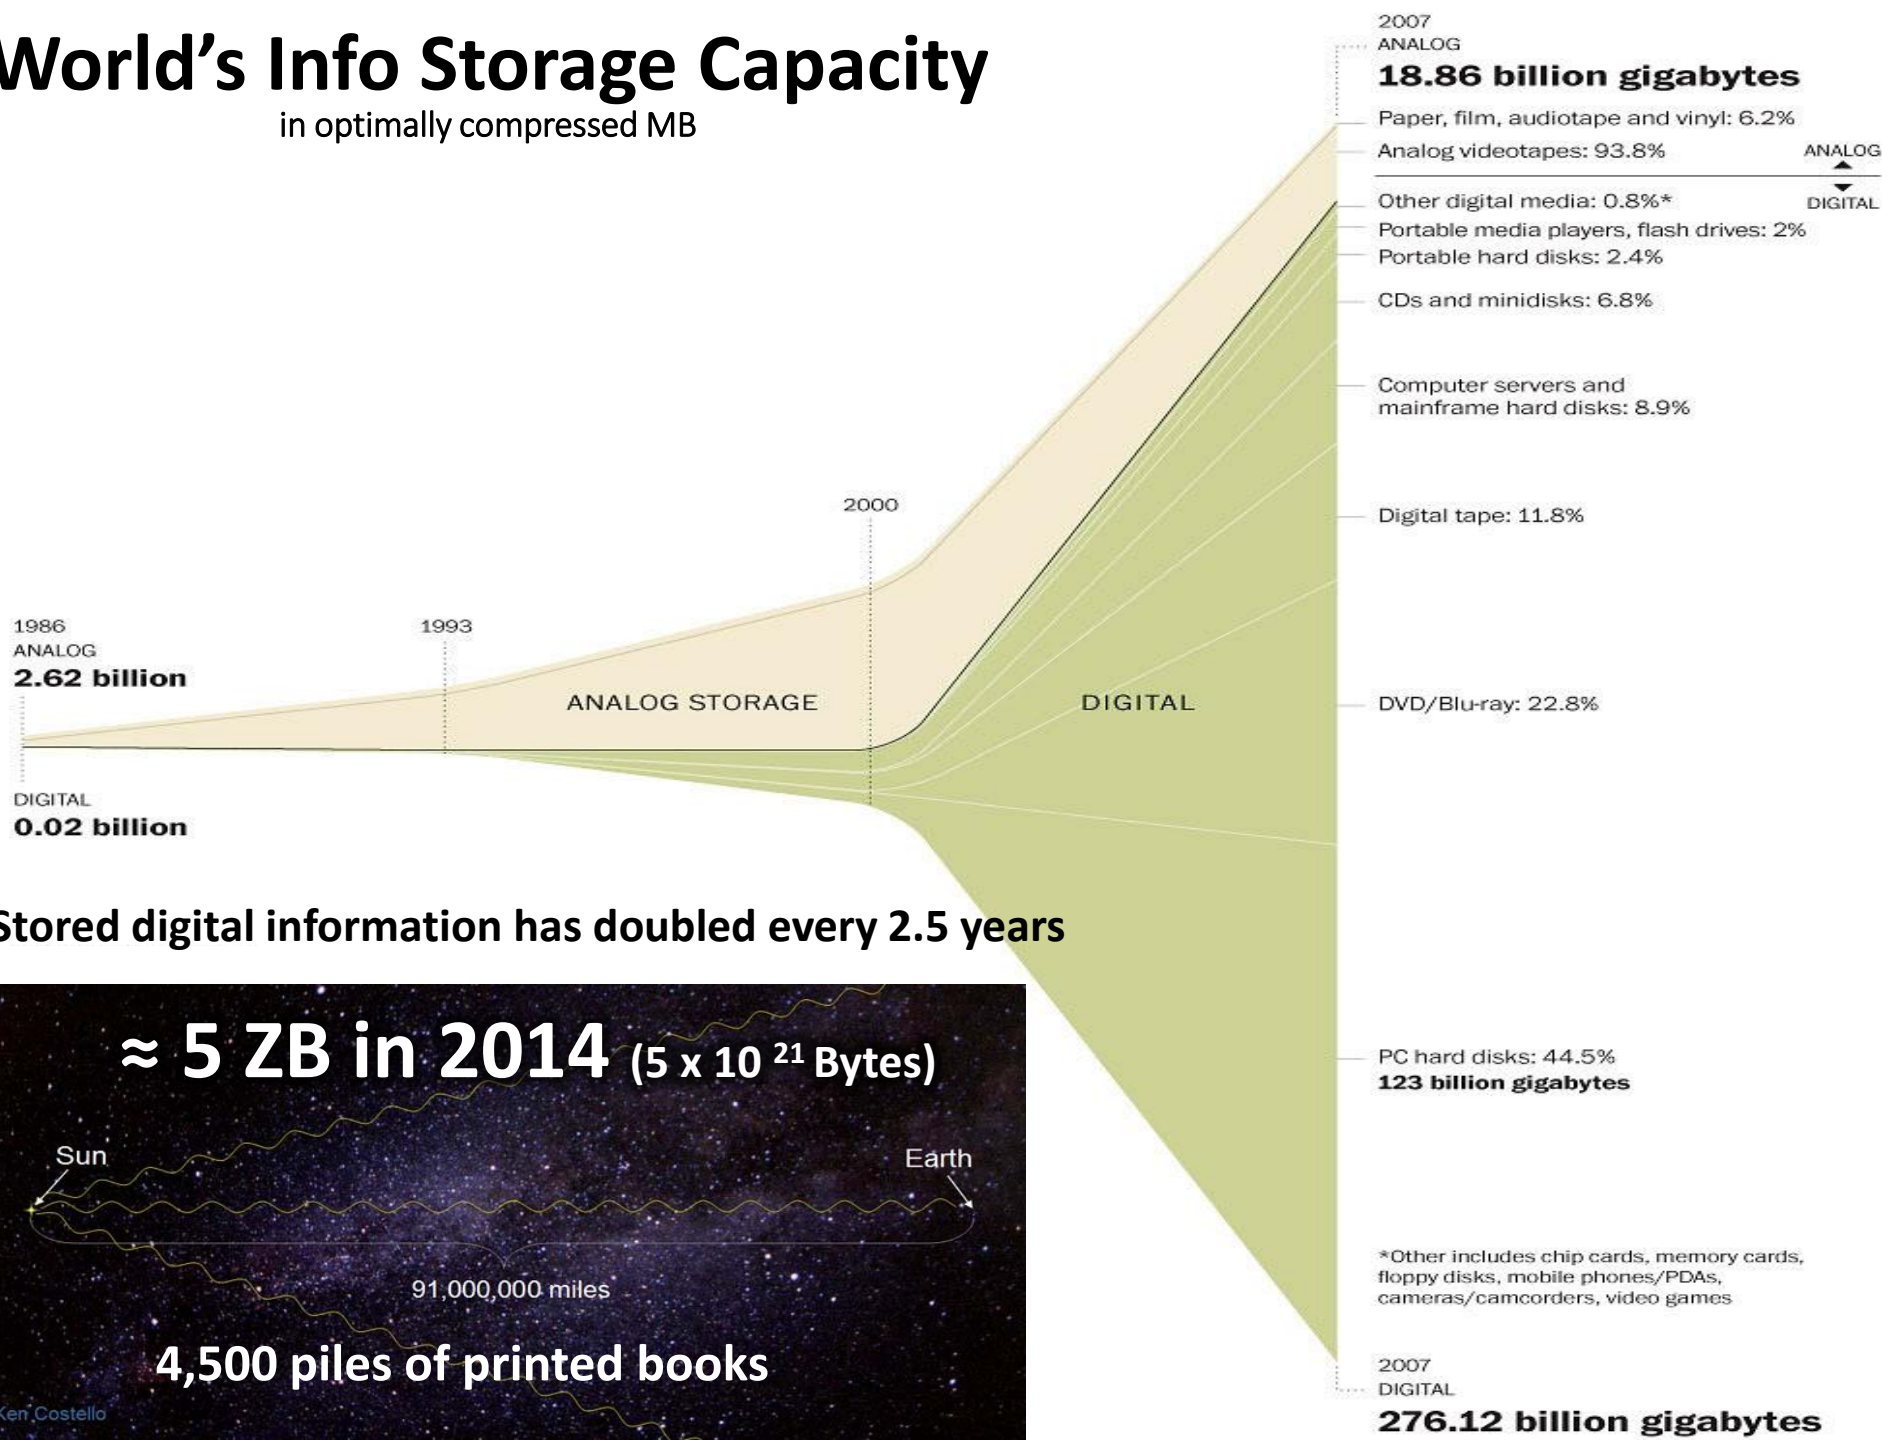 World's Info Storage Capacity
in optimally compressed MB
2007
ANALOG
18.86 billion gigabytes
Paper, film, audiotape and vinyl: 6.2%
Analog videotapes: 93.8%
ANALOG
Other digital media: 0.8%*
DIGITAL
Portable media players, flash drives: 2%
Portable hard disks: 2.4%
CDs and minidisks: 6.8%
Computer servers and
mainframe hard disks: 8.9%
Digital tape: 11.8%
2000
1986
ANALOG
2.62 billion
1993
ANALOG STORAGE
DIGITAL
DVD/Blu-ray: 22.8%
DIGITAL
0.02 billion
Stored digital information has doubled every 2.5 years
≈ 5 ZB in 2014 (5 x 10 21 Bytes)
Sun
Earth
91,000,000 miles
4,500 piles of printed books
Ken Costello
PC hard disks: 44.5%
123 billion gigabytes
*Other includes chip cards, memory cards,
floppy disks, mobile phones/PDAs,
cameras/camcorders, video games
2007
DIGITAL
276.12 billion gigabytes